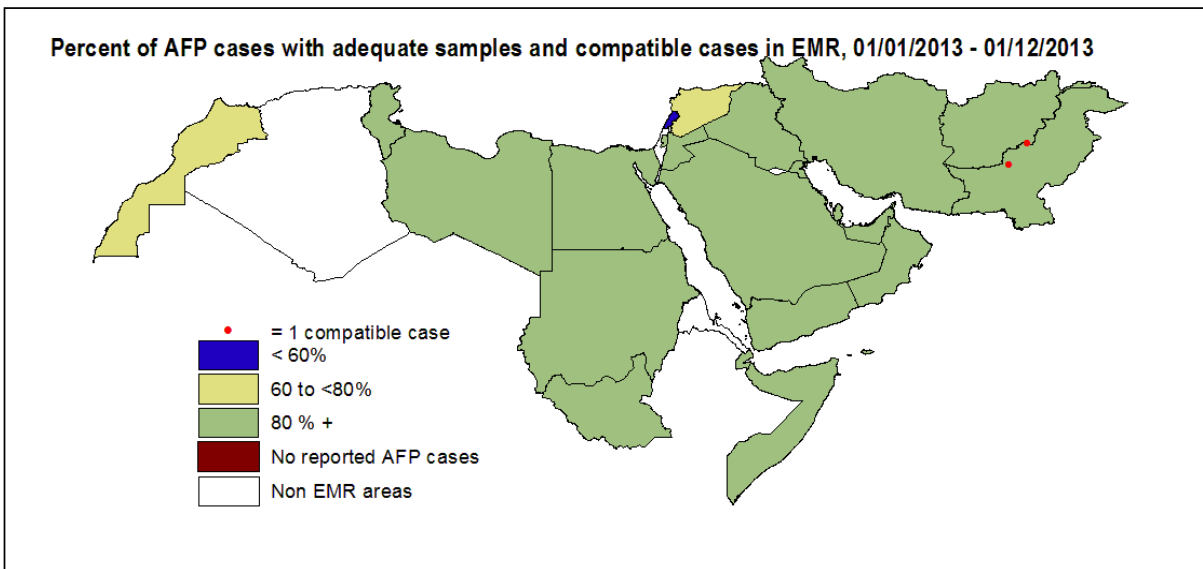 Percent of AFP cases with adequate samples and compatible cases in EMR, 01/01/2013 - 01/12/2013
= 1 compatible case
< 60%
60 to <80%
80 % +
No reported AFP cases
Non EMR areas